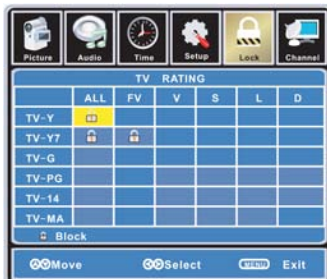 Picture Audio Time Setup Lock Channel
TV RATING
ALL FV V S L D
TV-Y
TV-Y7
TV-G
TV-PG
TV-14
TV-MA
Block
Move Select MENU Exit